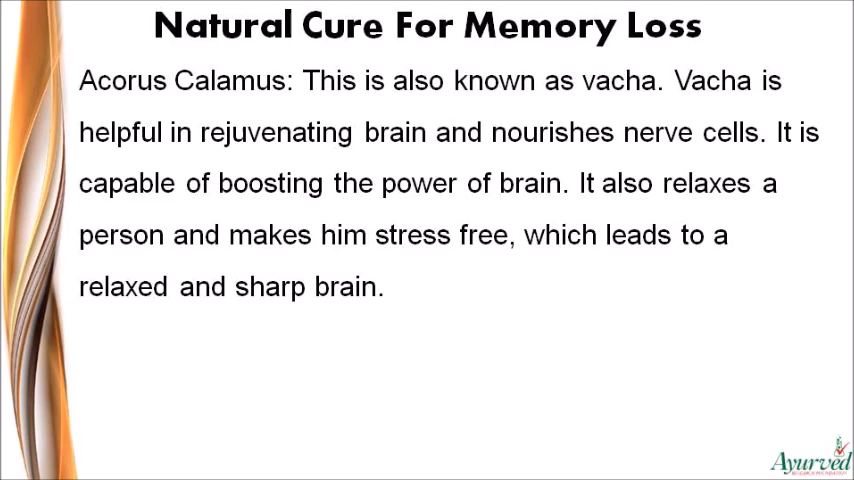 Natural Cure For Memory Loss
Acorus Calamus: This is also known as vacha. Vacha is
helpful in rejuvenating brain and nourishes nerve cells. It is
capable of boosting the power of brain. It also relaxes a
person and makes him stress free, which leads to a
relaxed and sharp brain.
Ayurved